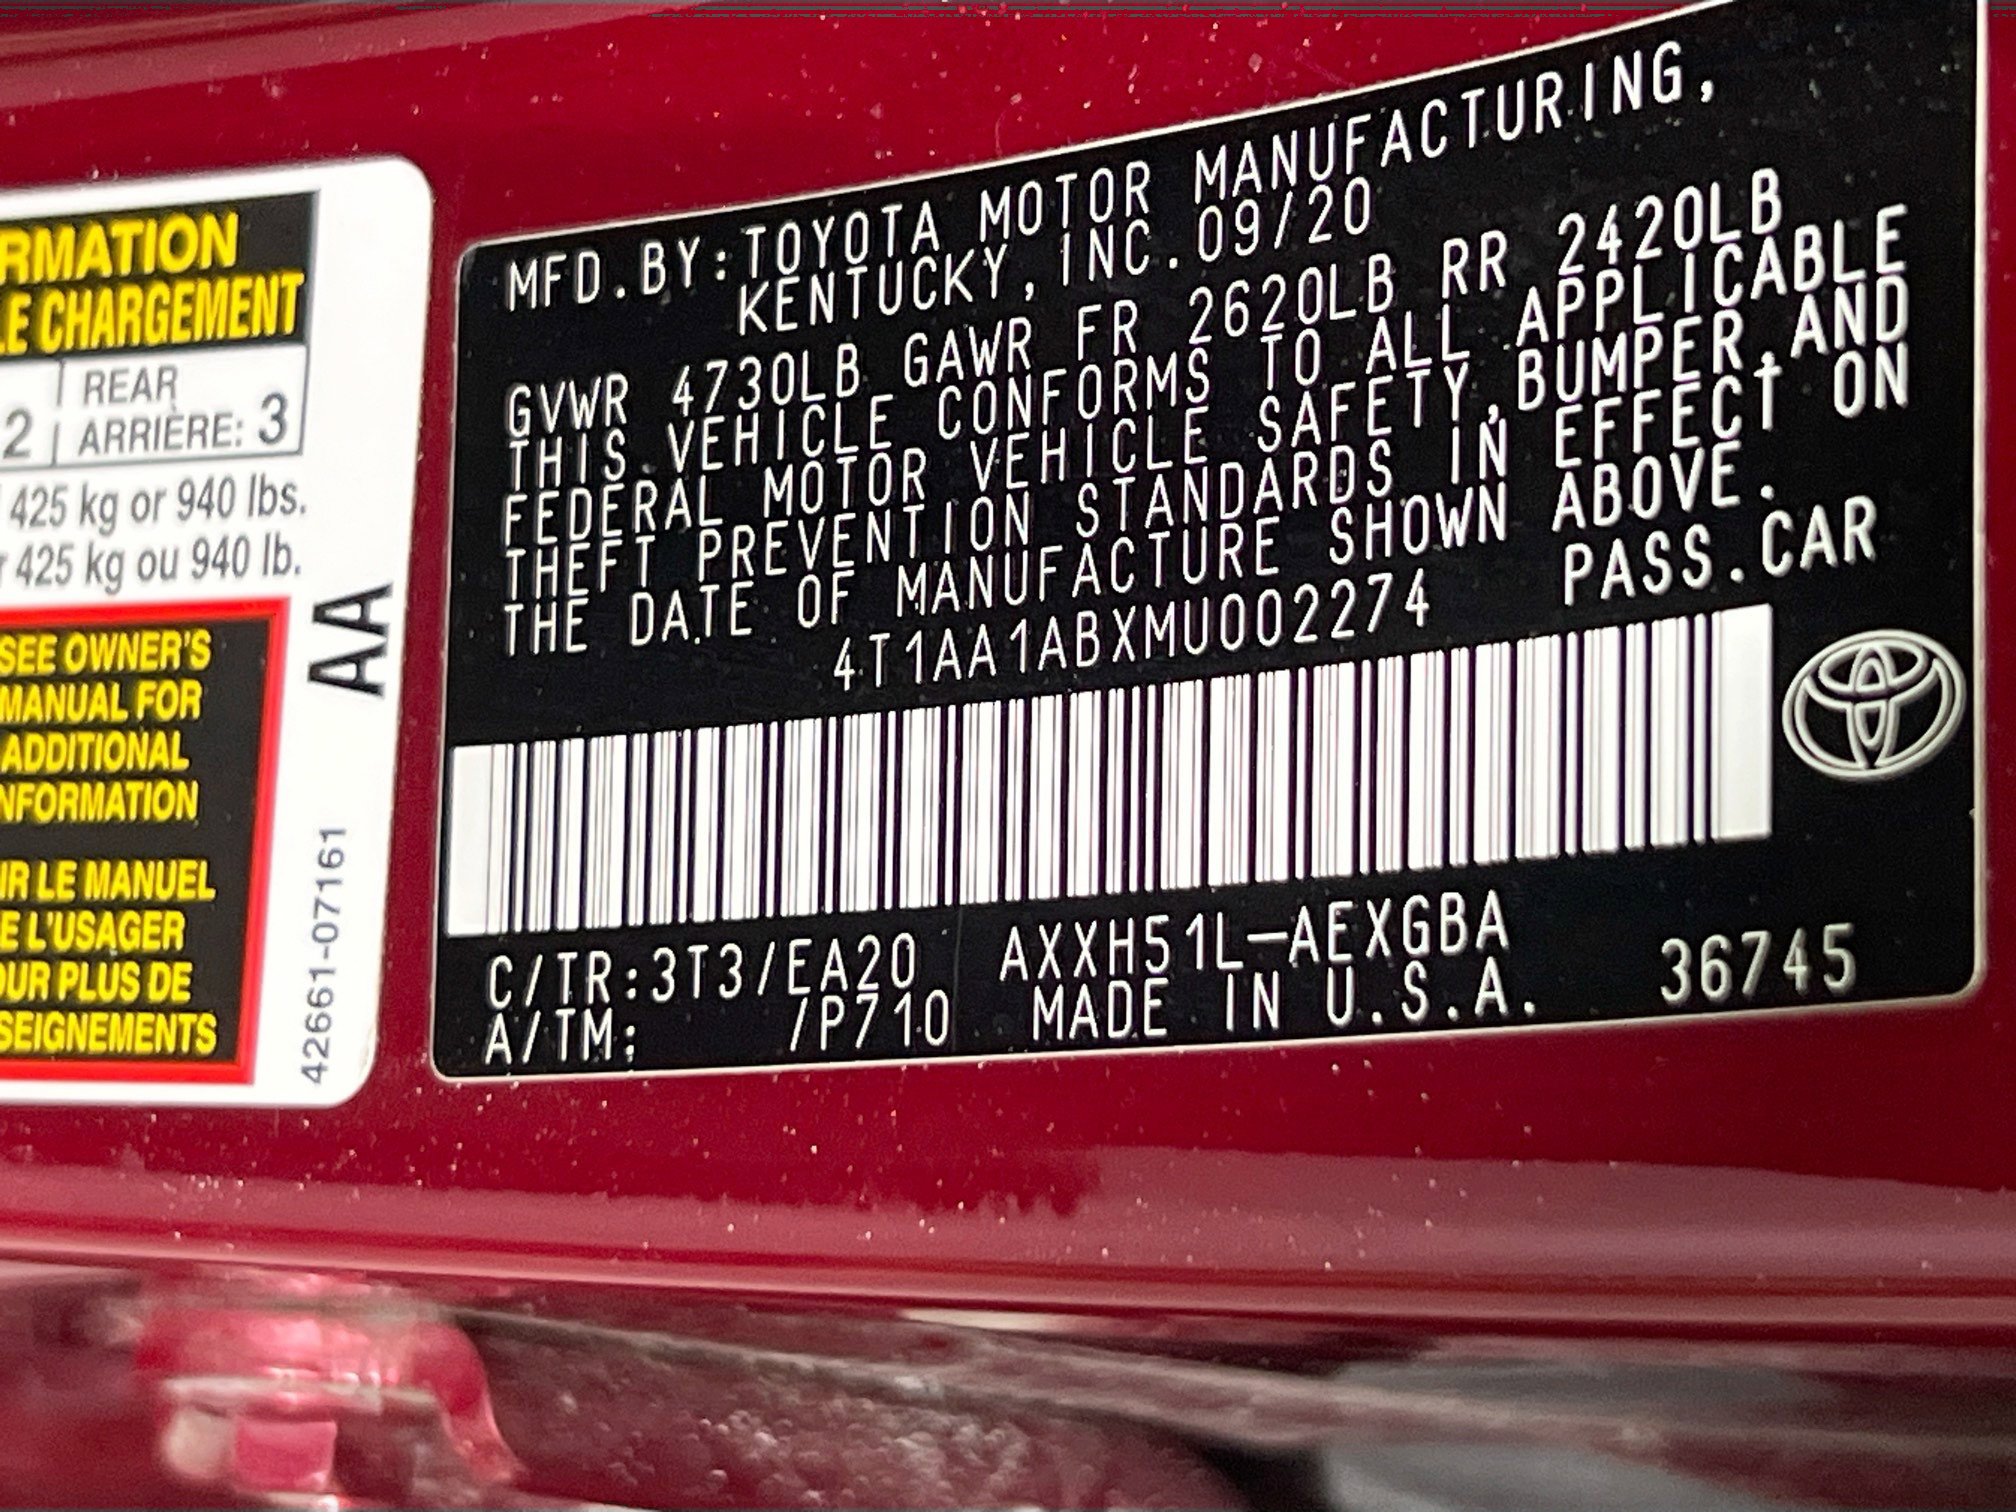 RMATION
LE CHARGEMENT
2 | REAR
ARRIÈRE: 3
425 kg or 940 lbs.
r 425 kg ou 940 lb.
SEE OWNER'S
MANUAL FOR
ADDITIONAL
NFORMATION
IR LE MANUEL
E L'USAGER
OUR PLUS DE
SEIGNEMENTS
AA
42661-07161
MFD.BY:TOYOTA MOTOR MANUFACTURING,
KENTUCKY, INC. 09/20
GVWR 4730LB GAWR FR 2620LB RR 2420LB
THIS VEHICLE CONFORMS TO ALL APPLICABLE
FEDERAL MOTOR VEHICLE SAFETY,BUMPER,AND
THEFT PREVENTION STANDARDS IN EFFECT ON
THE DATE OF MANUFACTURE SHOWN ABOVE.
4T1AA1ABXMU002274 PASS.CAR
C/TR:3T3/EA20 AXXH51L-AEXGBA
A/TM: /P710 MADE IN U.S.A. 36745